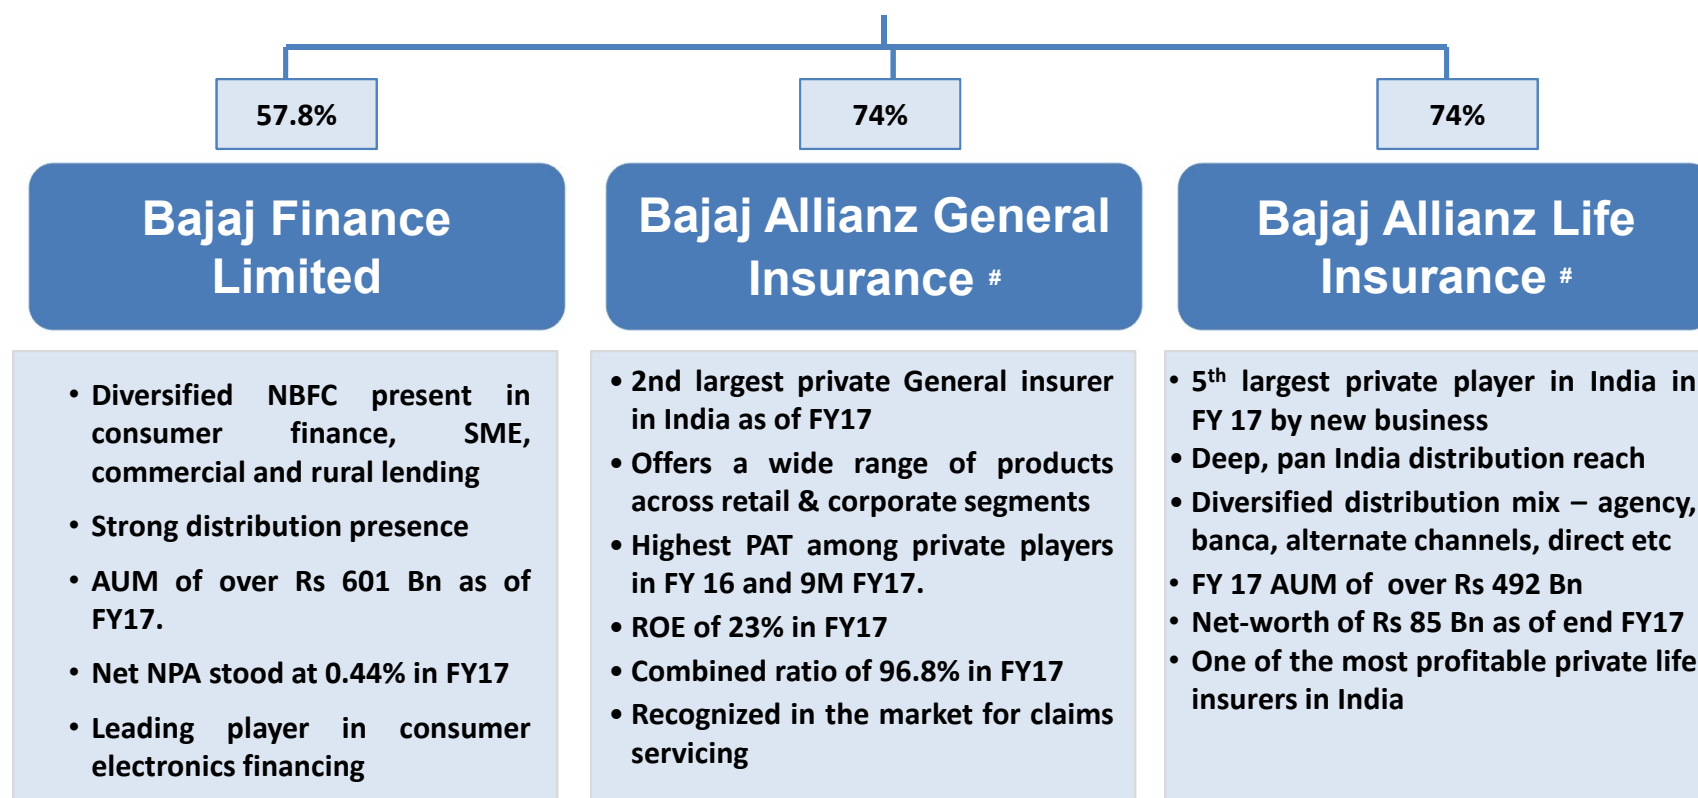 57.8%
74%
74%
Bajaj Finance
Limited
Bajaj Allianz General
Insurance #
Bajaj Allianz Life
Insurance #
• Diversified NBFC present in
consumer finance, SME,
commercial and rural lending
• Strong distribution presence
• AUM of over Rs 601 Bn as of
FY17.
• Net NPA stood at 0.44% in FY17
• Leading player in consumer
electronics financing
• 2nd largest private General insurer
in India as of FY17
• Offers a wide range of products
across retail & corporate segments
• Highest PAT among private players
in FY 16 and 9M FY17.
• ROE of 23% in FY17
• Combined ratio of 96.8% in FY17
• Recognized in the market for claims
servicing
• 5th largest private player in India in
FY 17 by new business
• Deep, pan India distribution reach
• Diversified distribution mix – agency,
banca, alternate channels, direct etc
• FY 17 AUM of over Rs 492 Bn
• Net-worth of Rs 85 Bn as of end FY17
• One of the most profitable private life
insurers in India